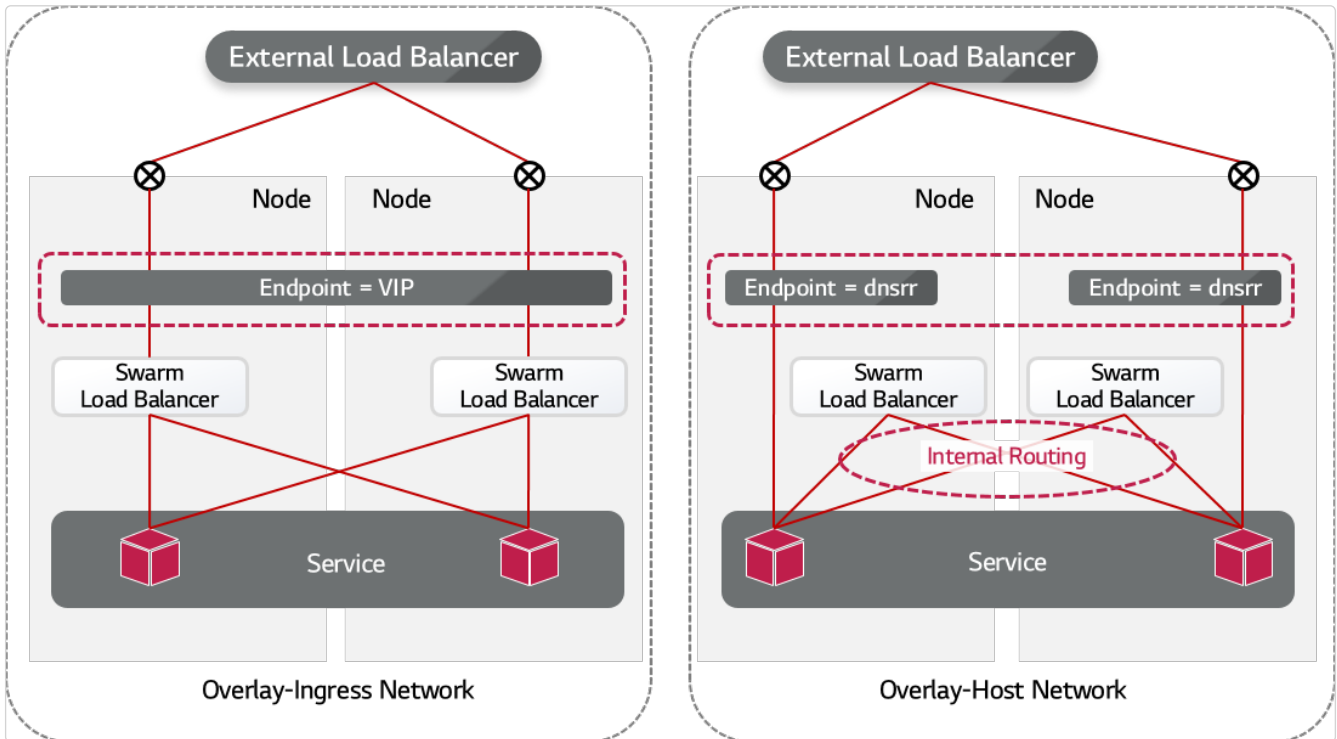 External Load Balancer
Node
Node
Endpoint = VIP
Swarm
Load Balancer
Swarm
Load Balancer
Service
Overlay-Ingress Network
External Load Balancer
Node
Node
Endpoint = dnsrr
Endpoint = dnsrr
Swarm
Load Balancer
Swarm
Load Balancer
Internal Routing
Service
Overlay-Host Network